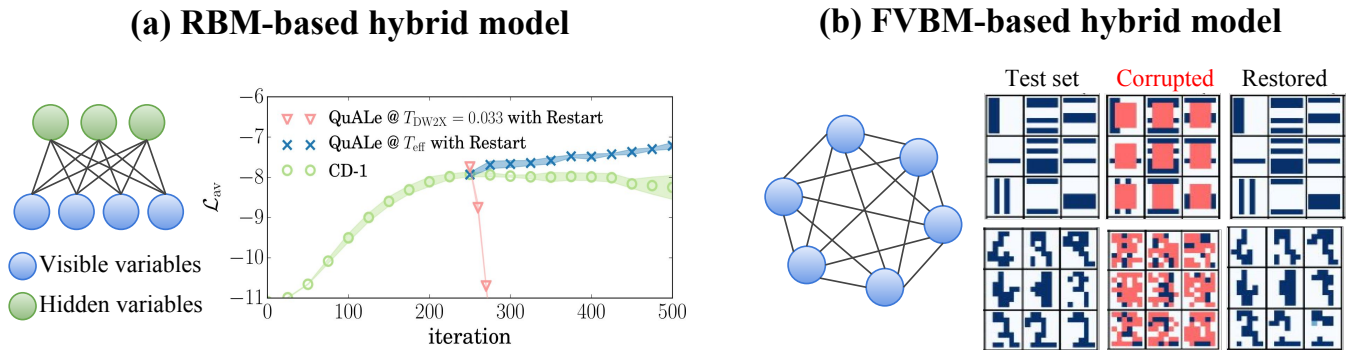 (a) RBM-based hybrid model
Visible variables
Hidden variables
−6
−7
−8
−9
−10
−11
0
100
200
300
400
500
𝓛av
iteration
QuALe @ TDW2X = 0.033 with Restart
QuALe @ Teff with Restart
CD-1
(b) FVBM-based hybrid model
Test set
Corrupted
Restored